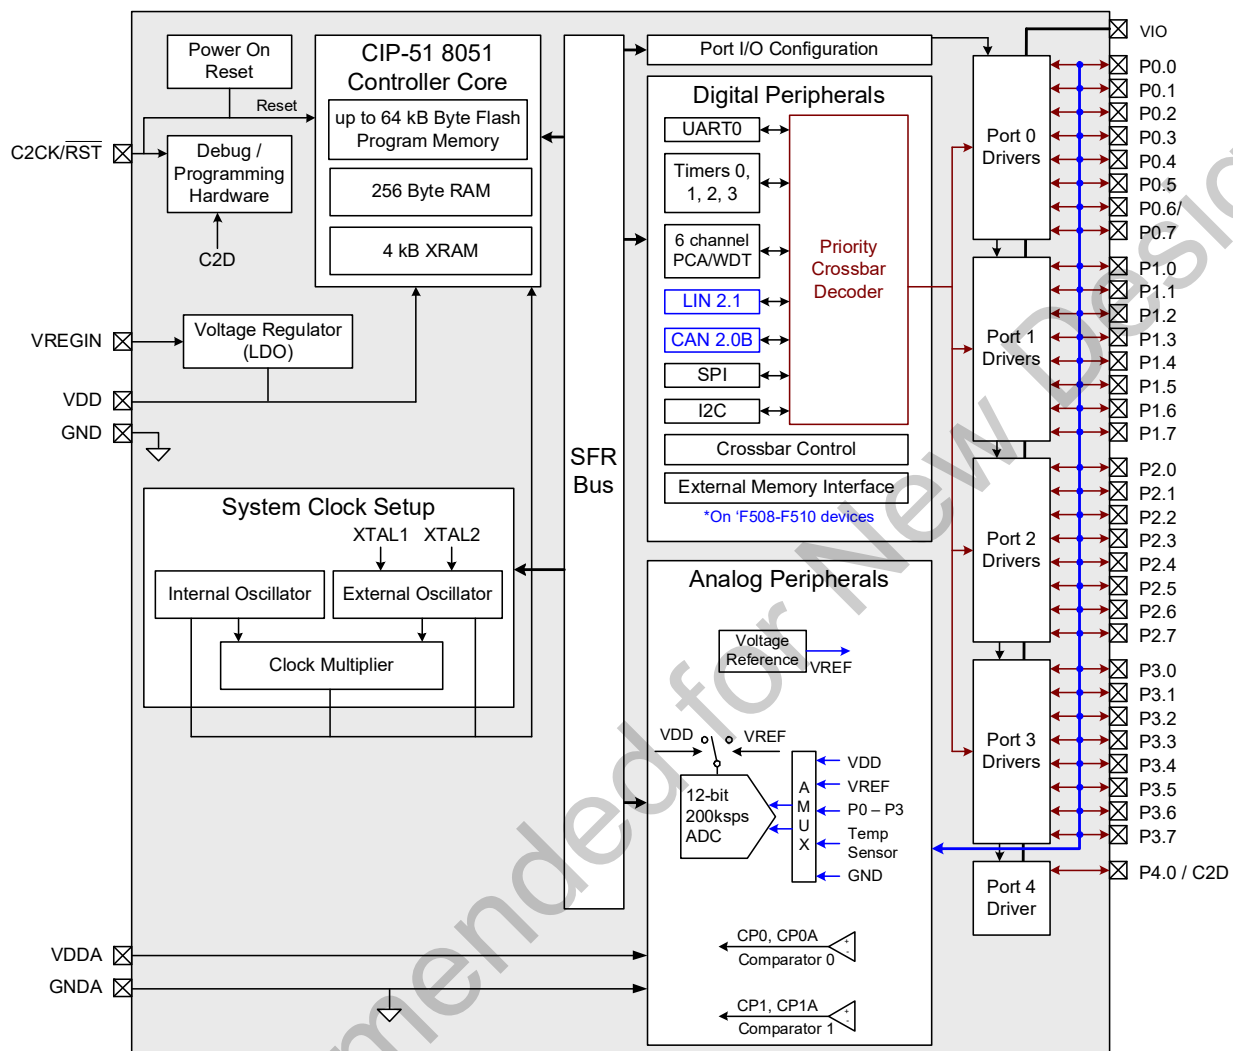 Power On
Reset
Reset
C2CK/RST
Debug /
Programming
Hardware
C2D
CIP-51 8051
Controller Core
up to 64 kB Byte Flash
Program Memory
256 Byte RAM
4 kB XRAM
VREGIN
Voltage Regulator
(LDO)
VDD
GND
System Clock Setup
XTAL1 XTAL2
Internal Oscillator
External Oscillator
Clock Multiplier
VDDA
GNDA
SFR
Bus
Port I/O Configuration
Digital Peripherals
UART0
Timers 0,
1, 2, 3
6 channel
PCA/WDT
LIN 2.1
CAN 2.0B
SPI
I2C
Priority
Crossbar
Decoder
Crossbar Control
External Memory Interface
*On ‘F508-F510 devices
Analog Peripherals
Voltage
Reference
VREF
VDD
VREF
12-bit
200ksps
ADC
A
M
U
X
VDD
VREF
P0 – P3
Temp
Sensor
GND
CP0, CP0A
Comparator 0
+
-
CP1, CP1A
Comparator 1
+
-
Port 0
Drivers
Port 1
Drivers
Port 2
Drivers
Port 3
Drivers
Port 4
Driver
VIO
P0.0
P0.1
P0.2
P0.3
P0.4
P0.5
P0.6/
P0.7
P1.0
P1.1
P1.2
P1.3
P1.4
P1.5
P1.6
P1.7
P2.0
P2.1
P2.2
P2.3
P2.4
P2.5
P2.6
P2.7
P3.0
P3.1
P3.2
P3.3
P3.4
P3.5
P3.6
P3.7
P4.0 / C2D
mended for New Desig